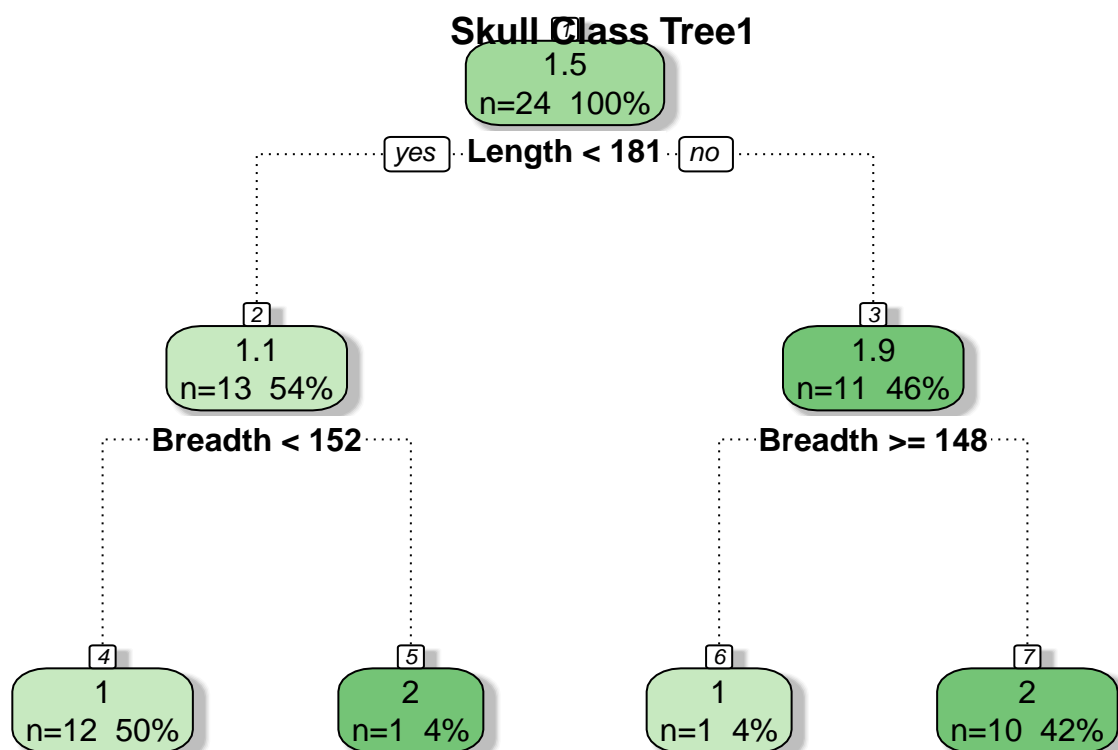 Skull Class Tree1
1
1.5
n=24 100%
yes Length < 181 no
2
1.1
n=13 54%
3
1.9
n=11 46%
Breadth < 152
Breadth >= 148
4
1
n=12 50%
5
2
n=1 4%
6
1
n=1 4%
7
2
n=10 42%